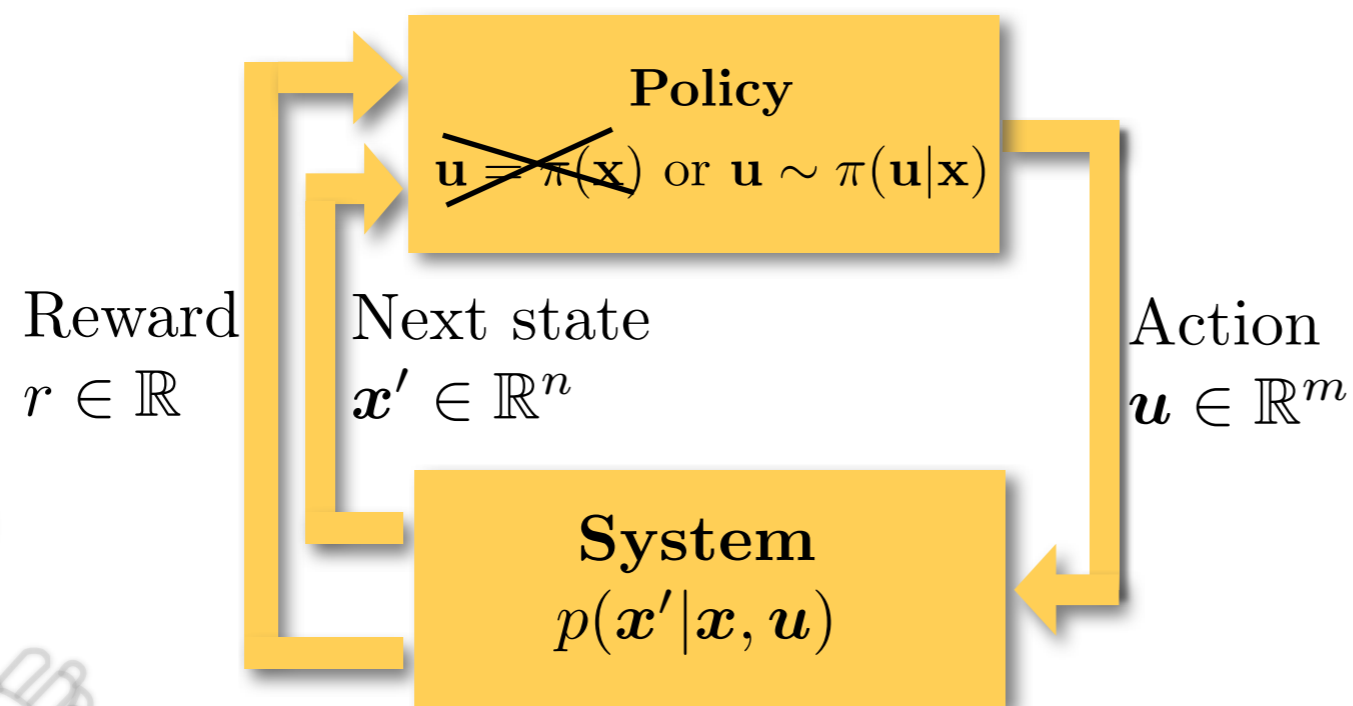 Policy
u = π(x) or u ∼ π(u|x)
Reward
r ∈ ℝ
Next state
x′ ∈ ℝⁿ
Action
u ∈ ℝᵐ
System
p(x′|x, u)